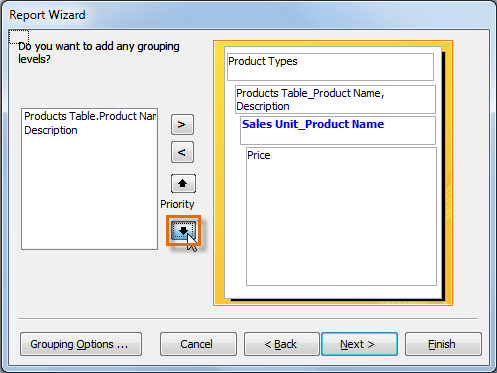 Report Wizard
Do you want to add any grouping
levels?
Products Table.Product Nam
Description
>
<
Priority
Product Types
Products Table_Product Name,
Description
Sales Unit_Product Name
Price
Grouping Options ...
Cancel
< Back
Next >
Finish